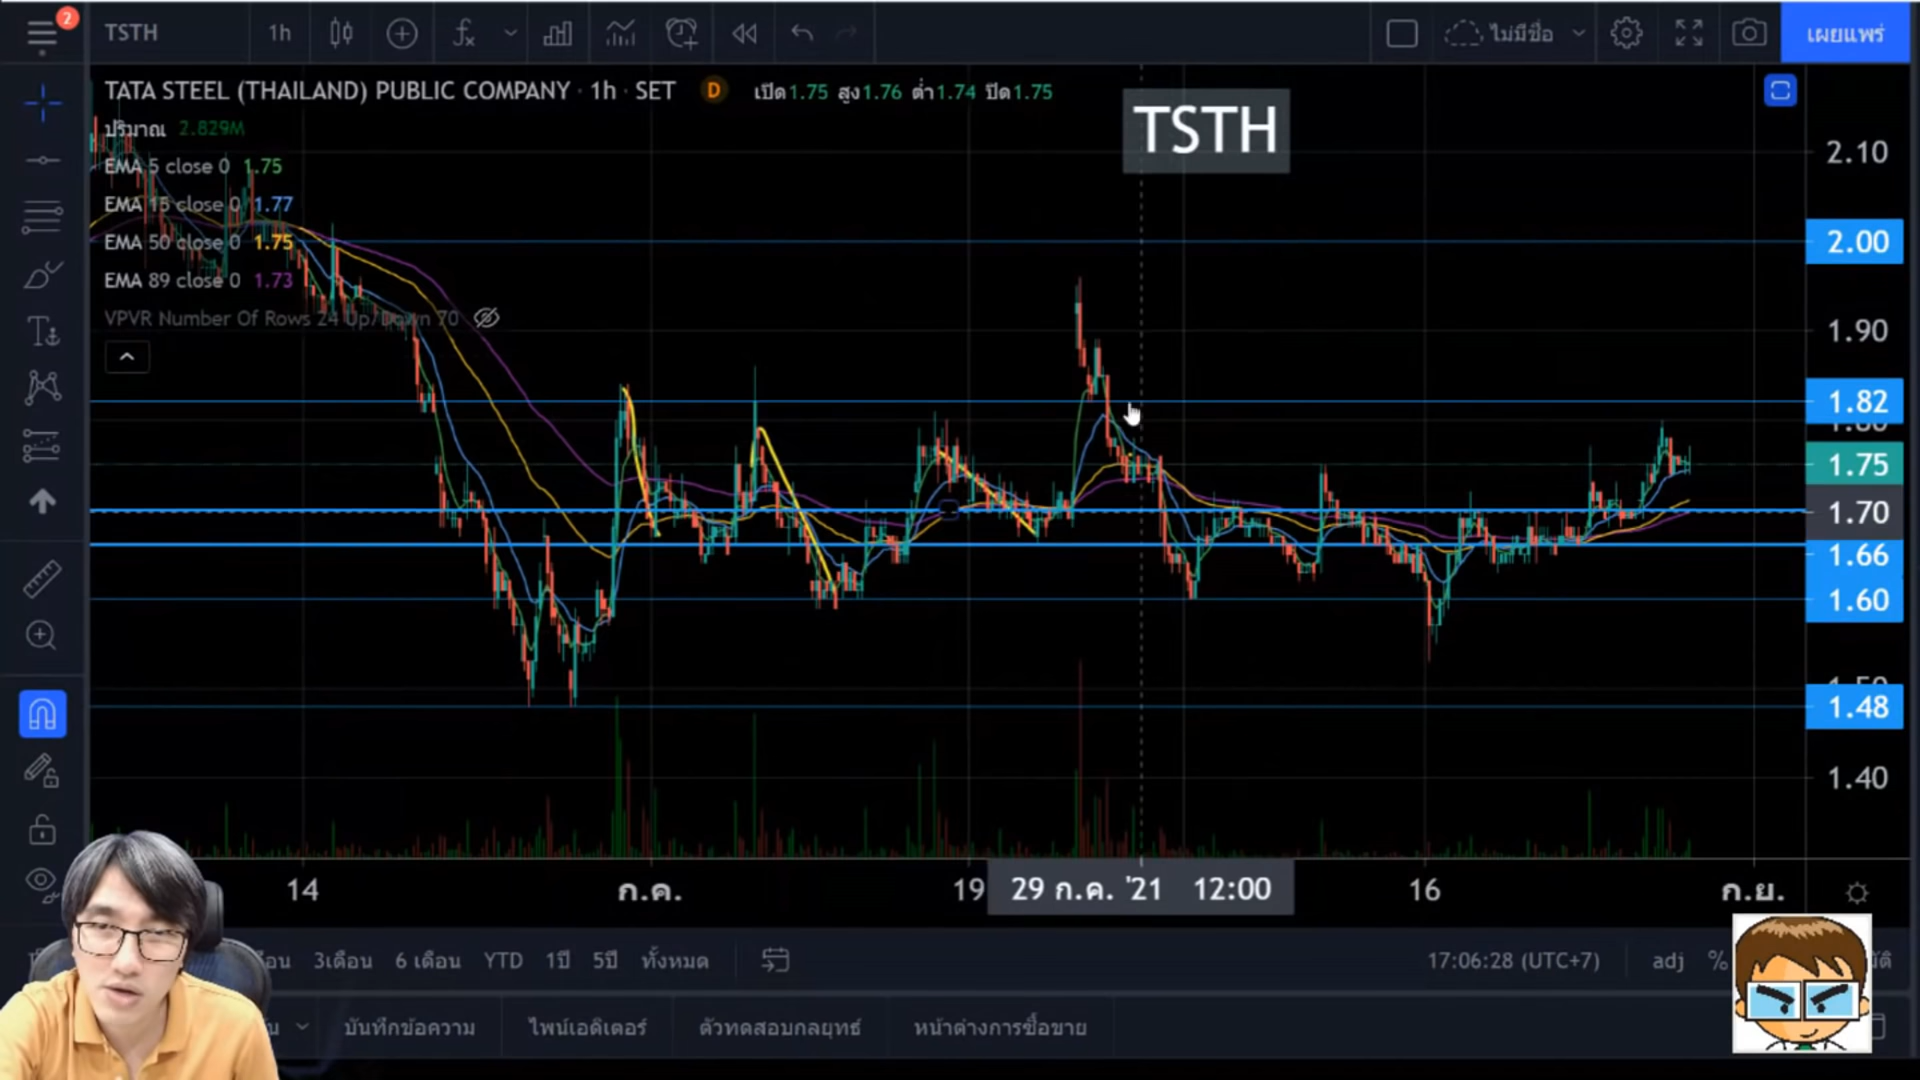 2
TSTH 1h ไม่มีชื่อ เผยแพร่
TATA STEEL (THAILAND) PUBLIC COMPANY · 1h · SET D เปิด1.75 สูง1.76 ต่ำ1.74 ปิด1.75
TSTH
ปริมาณ 2.829M
EMA 5 close 0 1.75
EMA 15 close 0 1.77
EMA 50 close 0 1.75
EMA 89 close 0 1.73
VPVR Number Of Rows 24 Up/Down 70
2.10
2.00
1.90
1.82
1.80
1.75
1.70
1.66
1.60
1.50
1.48
1.40
14 ก.ค. 19 29 ก.ค. '21 12:00 16 ก.ย.
3เดือน 6 เดือน YTD 1ปี 5ปี ทั้งหมด 17:06:28 (UTC+7) adj %
บันทึกข้อความ ไพน์เอดิเตอร์ ตัวทดสอบกลยุทธ์ หน้าต่างการซื้อขาย